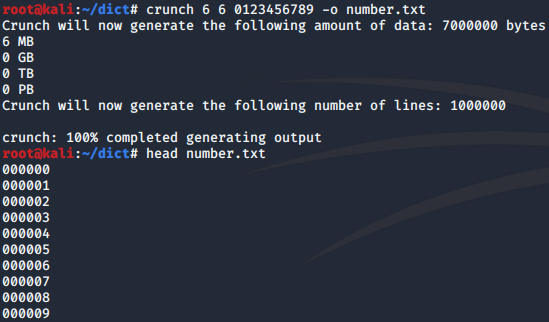 root@kali:~/dict# crunch 6 6 0123456789 -o number.txt
Crunch will now generate the following amount of data: 7000000 bytes
6 MB
0 GB
0 TB
0 PB
Crunch will now generate the following number of lines: 1000000
crunch: 100% completed generating output
root@kali:~/dict# head number.txt
000000
000001
000002
000003
000004
000005
000006
000007
000008
000009